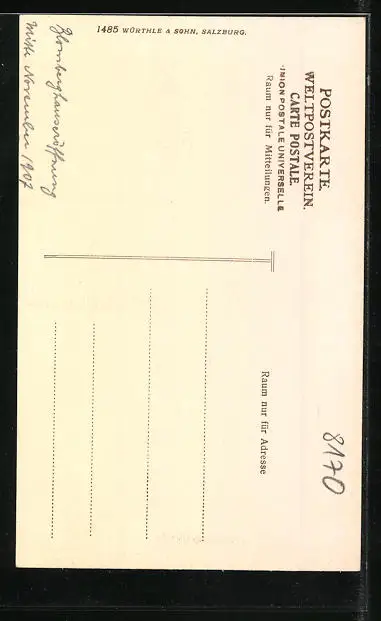 POSTKARTE.
WELTPOSTVEREIN.
CARTE POSTALE.
UNION POSTALE UNIVERSELLE
Raum nur für Mitteilungen.
Raum nur für Adresse
8170
1485 WÜRTHLE & SOHN, SALZBURG.
Blomberghauseröffnung
Mitte November 1907